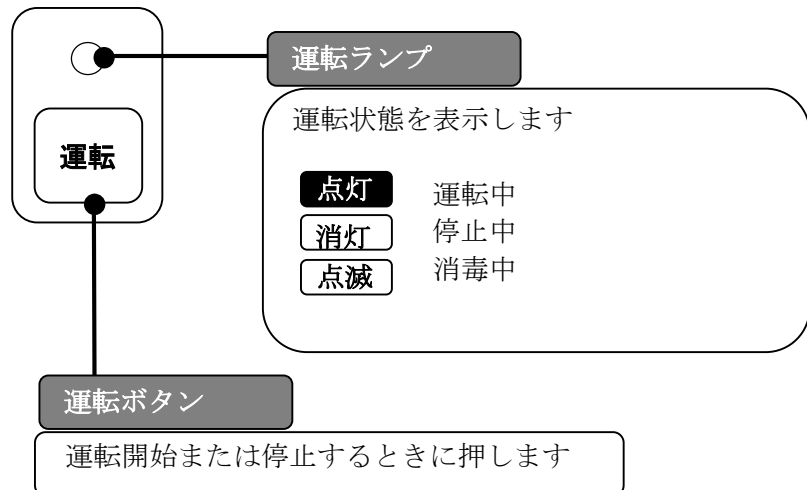 運転ランプ
運転状態を表示します
運転
点灯 運転中
消灯 停止中
点滅 消毒中
運転ボタン
運転開始または停止するときに押します